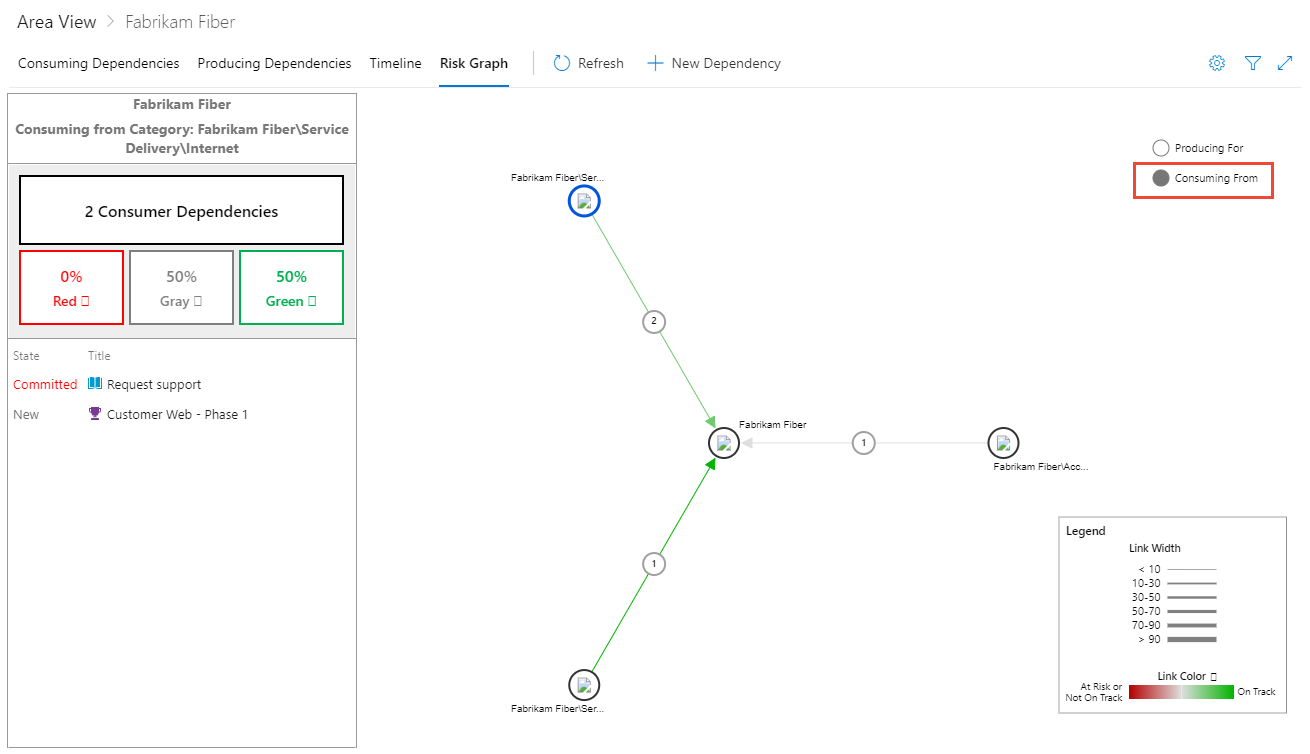 Area View > Fabrikam Fiber
Consuming Dependencies Producing Dependencies Timeline Risk Graph Refresh New Dependency
Fabrikam Fiber
Consuming from Category: Fabrikam Fiber\Service
Delivery\Internet
2 Consumer Dependencies
0%
Red
50%
Gray
50%
Green
State Title
Committed Request support
New Customer Web - Phase 1
Producing For
Consuming From
Fabrikam Fiber\Ser...
2
Fabrikam Fiber
1
Fabrikam Fiber\Acc...
1
Fabrikam Fiber\Ser...
Legend
Link Width
< 10
10-30
30-50
50-70
70-90
> 90
Link Color
At Risk or
Not On Track
On Track